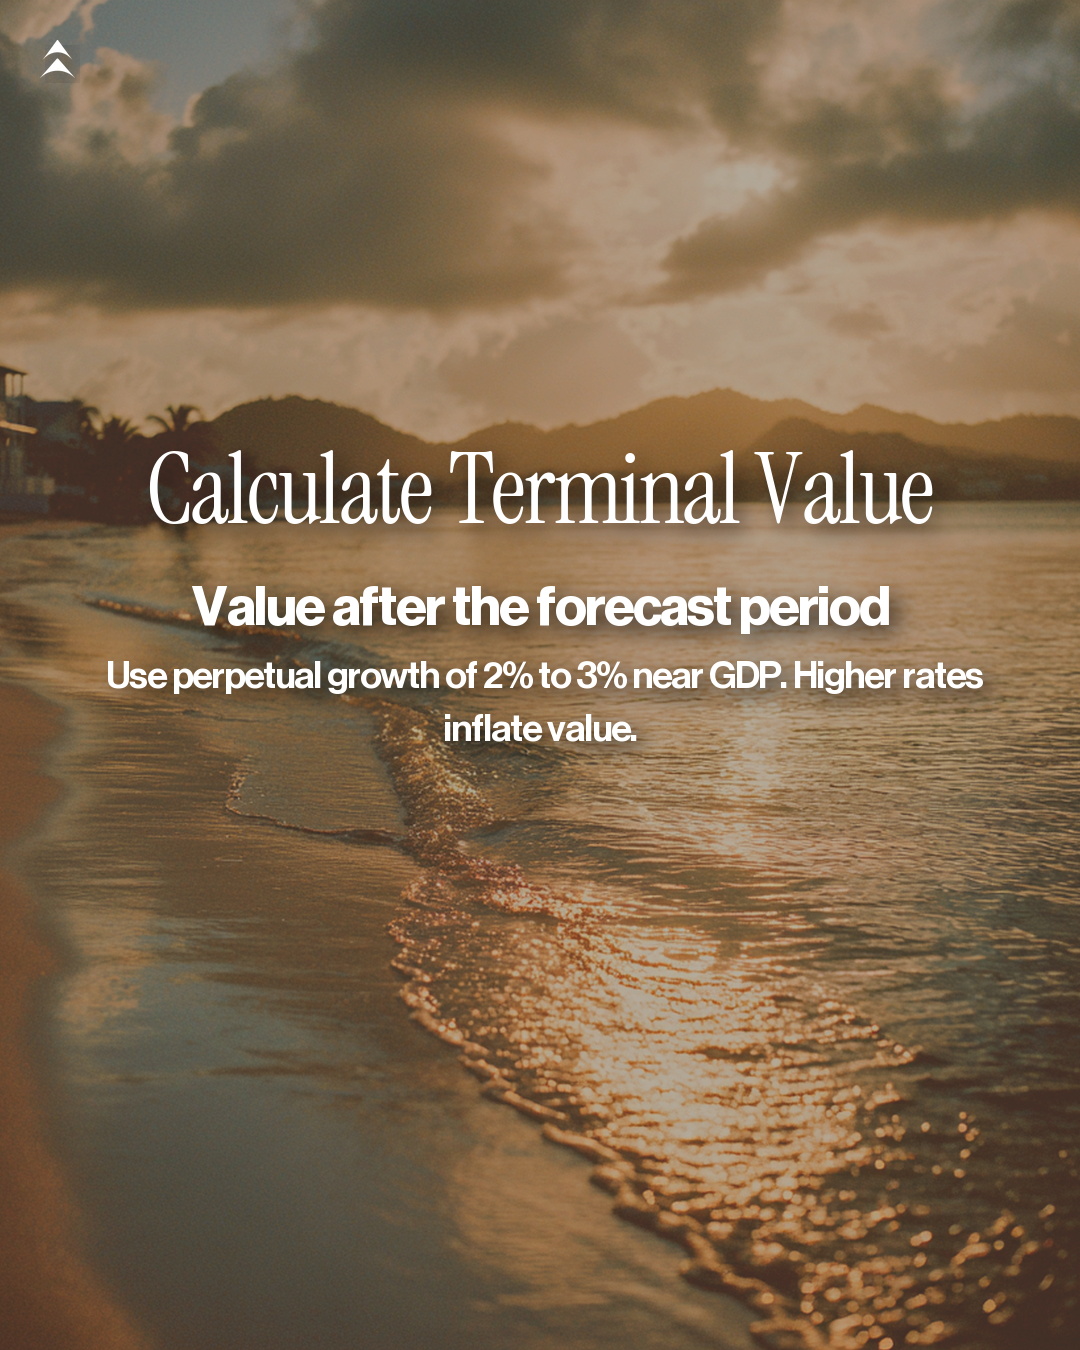 Calculate Terminal Value
Value after the forecast period
Use perpetual growth of 2% to 3% near GDP. Higher rates
inflate value.